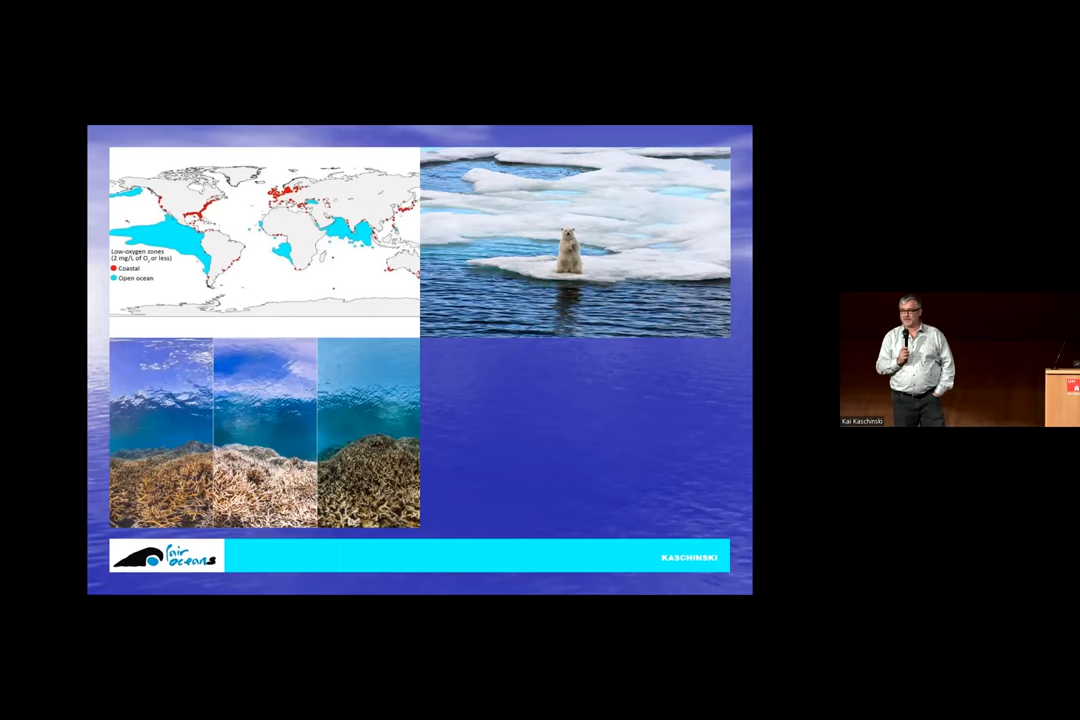 Low-oxygen zones
(2 mg/L of O2 or less)
Coastal
Open ocean
fair
oceans
KASCHINSKI
Kai Kaschinski